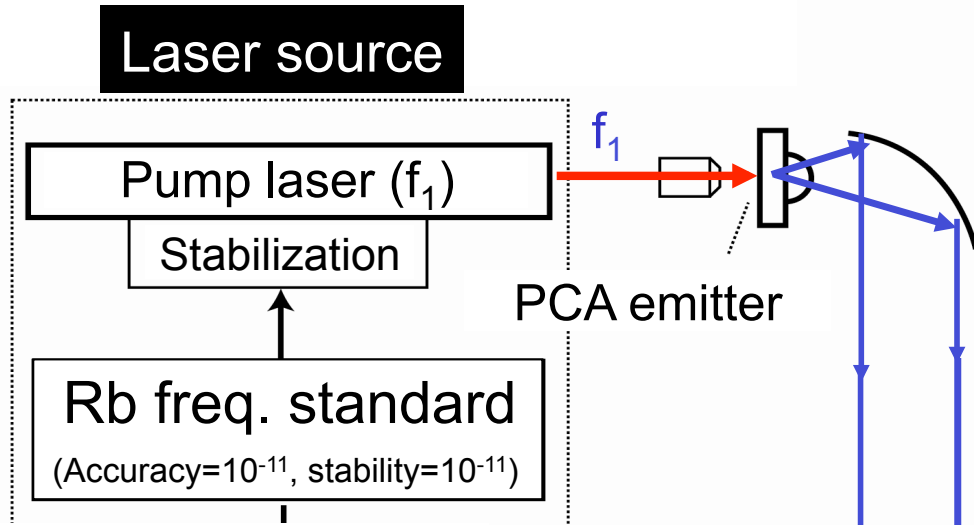 Laser source
f₁
Pump laser (f₁)
Stabilization
PCA emitter
Rb freq. standard
(Accuracy=10⁻¹¹, stability=10⁻¹¹)